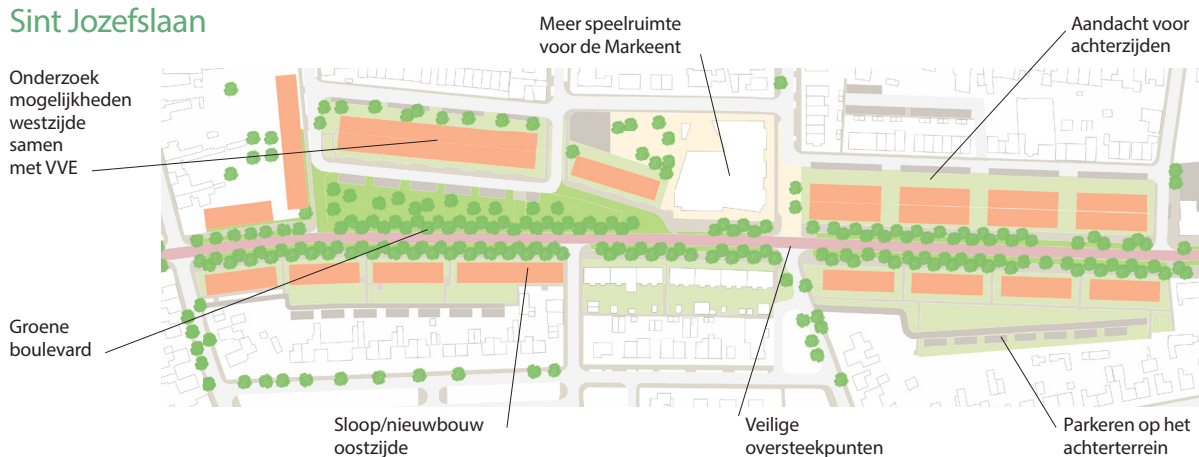 Sint Jozefslaan
Onderzoek
mogelijkheden
westzijde
samen
met VVE
Meer speelruimte
voor de Markeent
Aandacht voor
achterzijden
Groene
boulevard
Sloop/nieuwbouw
oostzijde
Veilige
oversteekpunten
Parkeren op het
achterterrein